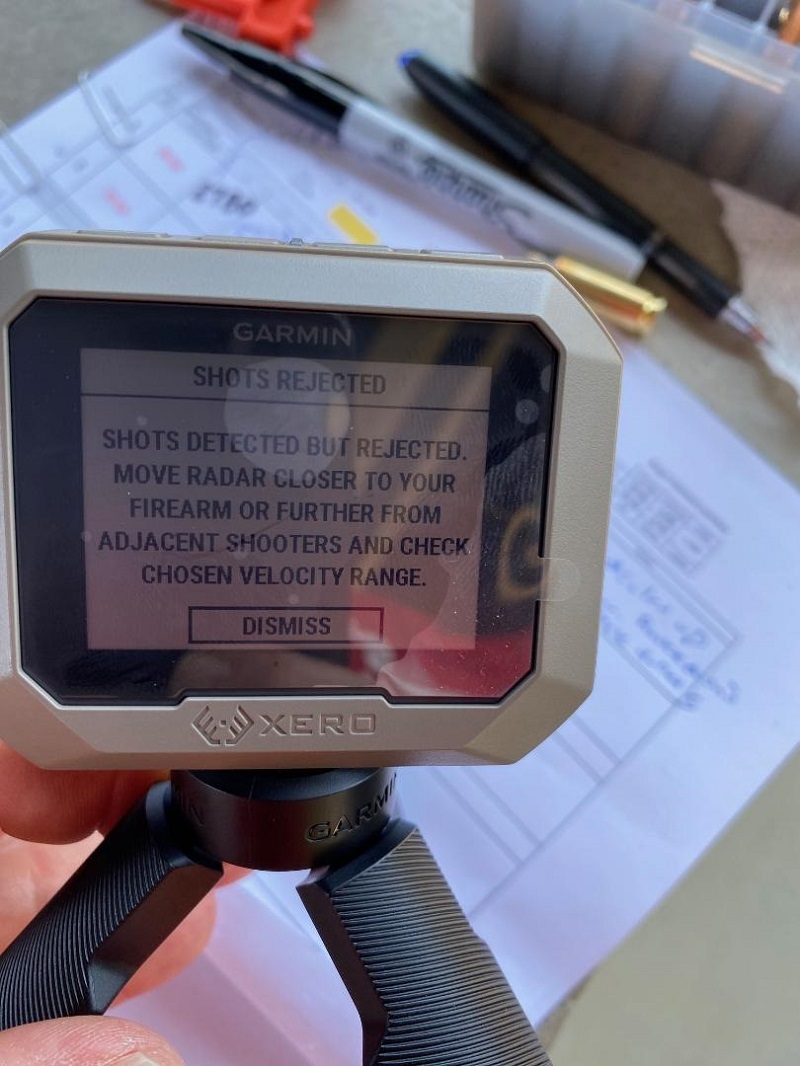 GARMIN
SHOTS REJECTED
SHOTS DETECTED BUT REJECTED.
MOVE RADAR CLOSER TO YOUR
FIREARM OR FURTHER FROM
ADJACENT SHOOTERS AND CHECK
CHOSEN VELOCITY RANGE.
DISMISS
XERO
GARMIN